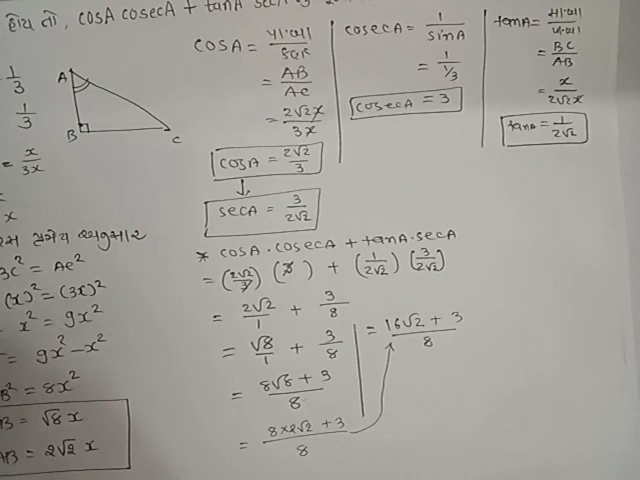 હોય તો, cosA cosecA + tanA
1/3
1/3
= x/3x
x
પ્રમેય અનુસાર
BC² = AC²
(x)² = (3x)²
x² = 9x²
= 9x² - x²
B² = 8x²
AB = √8 x
AB = 2√2 x
A
B
C
cosA = પા.બા/કર્ણ
= AB/AC
= 2√2x/3x
cosA = 2√2/3
↓
secA = 3/2√2
cosecA = 1/sinA
= 1/1/3
cosecA = 3
tanA = સા.બા/પા.બા
= BC/AB
= x/2√2x
tanA = 1/2√2
* cosA·cosecA + tanA·secA
= (2√2/3) (3) + (1/2√2) (3/2√2)
= 2√2/1 + 3/8
= √8/1 + 3/8
= 8√8 + 3/8
= 8×2√2 + 3/8
= 16√2 + 3/8